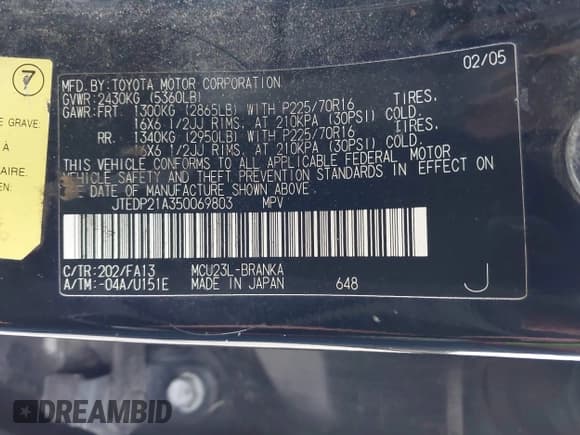 02/05
MFD.BY:TOYOTA MOTOR CORPORATION
GVWR:2430KG (5360LB)
GAWR:FRT. 1300KG (2865LB) WITH P225/70R16 TIRES,
16X6 1/2JJ RIMS, AT 210KPA (30PSI) COLD.
RR. 1340KG (2950LB) WITH P225/70R16 TIRES,
16X6 1/2JJ RIMS, AT 210KPA (30PSI) COLD.
THIS VEHICLE CONFORMS TO ALL APPLICABLE FEDERAL MOTOR
VEHICLE SAFETY AND THEFT PREVENTION STANDARDS IN EFFECT ON
THE DATE OF MANUFACTURE SHOWN ABOVE.
JTEDP21A350069803 MPV
C/TR:202/FA13 MCU23L-BRANKA
A/TM:-04A/U151E MADE IN JAPAN 648 J
7
E GRAVE:
À
AIRE.
EN:
DREAMBID